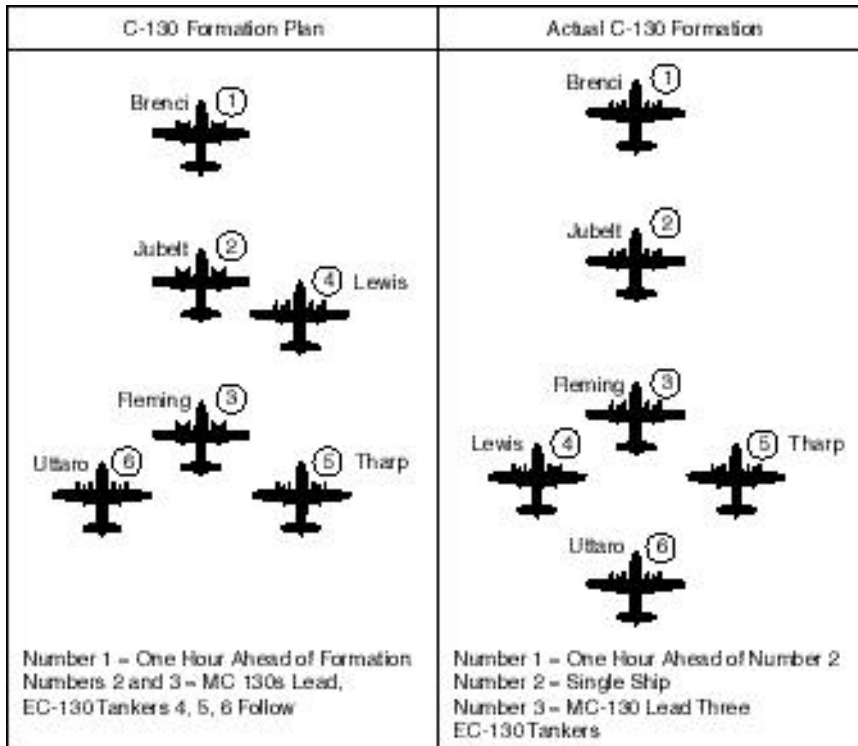 C-130 Formation Plan
Brenci 1
Jubelt 2
4 Lewis
Fleming 3
Uttaro 6
5 Tharp
Number 1 – One Hour Ahead of Formation
Numbers 2 and 3 – MC 130s Lead,
EC-130 Tankers 4, 5, 6 Follow
Actual C-130 Formation
Brenci 1
Jubelt 2
Fleming 3
Lewis 4
5 Tharp
Uttaro 6
Number 1 – One Hour Ahead of Number 2
Number 2 – Single Ship
Number 3 – MC-130 Lead Three
EC-130 Tankers